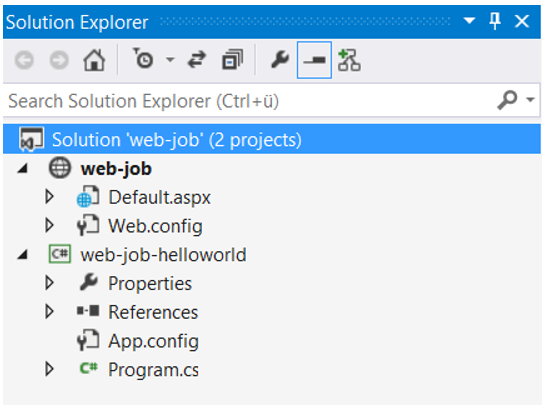 Solution Explorer
Search Solution Explorer (Ctrl+ü)
Solution 'web-job' (2 projects)
web-job
Default.aspx
Web.config
C# web-job-helloworld
Properties
References
App.config
C# Program.cs